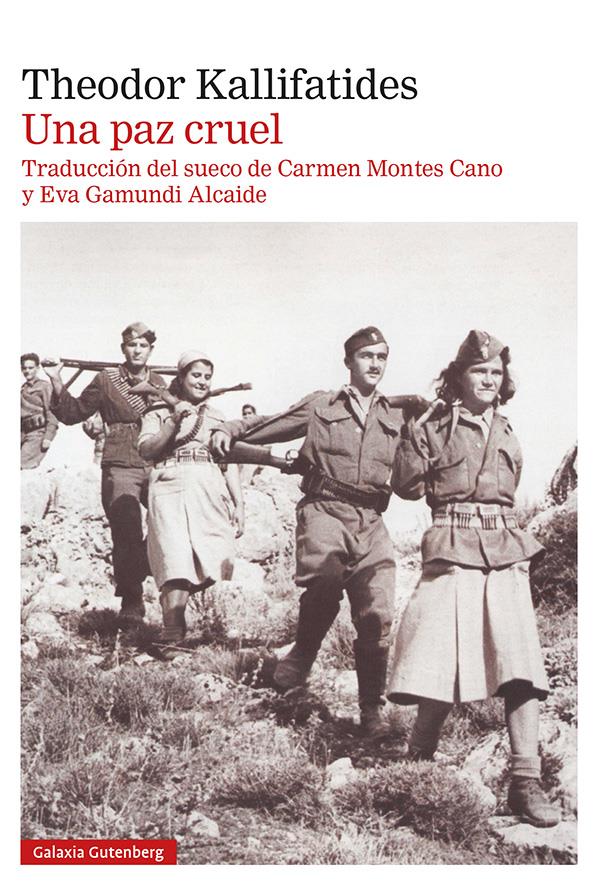 Theodor Kallifatides
Una paz cruel
Traducción del sueco de Carmen Montes Cano
y Eva Gamundi Alcaide
Galaxia Gutenberg